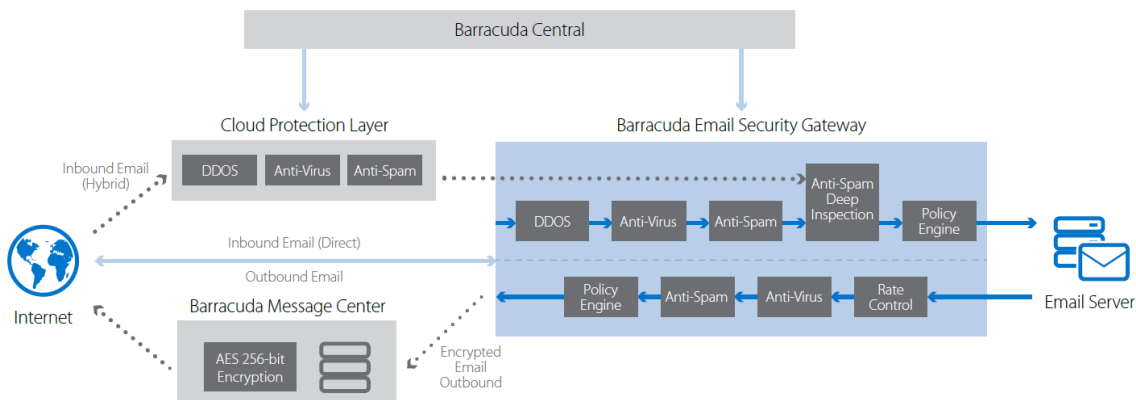 Barracuda Central
Cloud Protection Layer
Barracuda Email Security Gateway
Inbound Email
(Hybrid)
DDOS
Anti-Virus
Anti-Spam
Anti-Spam
Deep
Inspection
DDOS
Anti-Virus
Anti-Spam
Policy
Engine
Inbound Email (Direct)
Outbound Email
Internet
Barracuda Message Center
Policy
Engine
Anti-Spam
Anti-Virus
Rate
Control
Email Server
AES 256-bit
Encryption
Encrypted
Email
Outbound